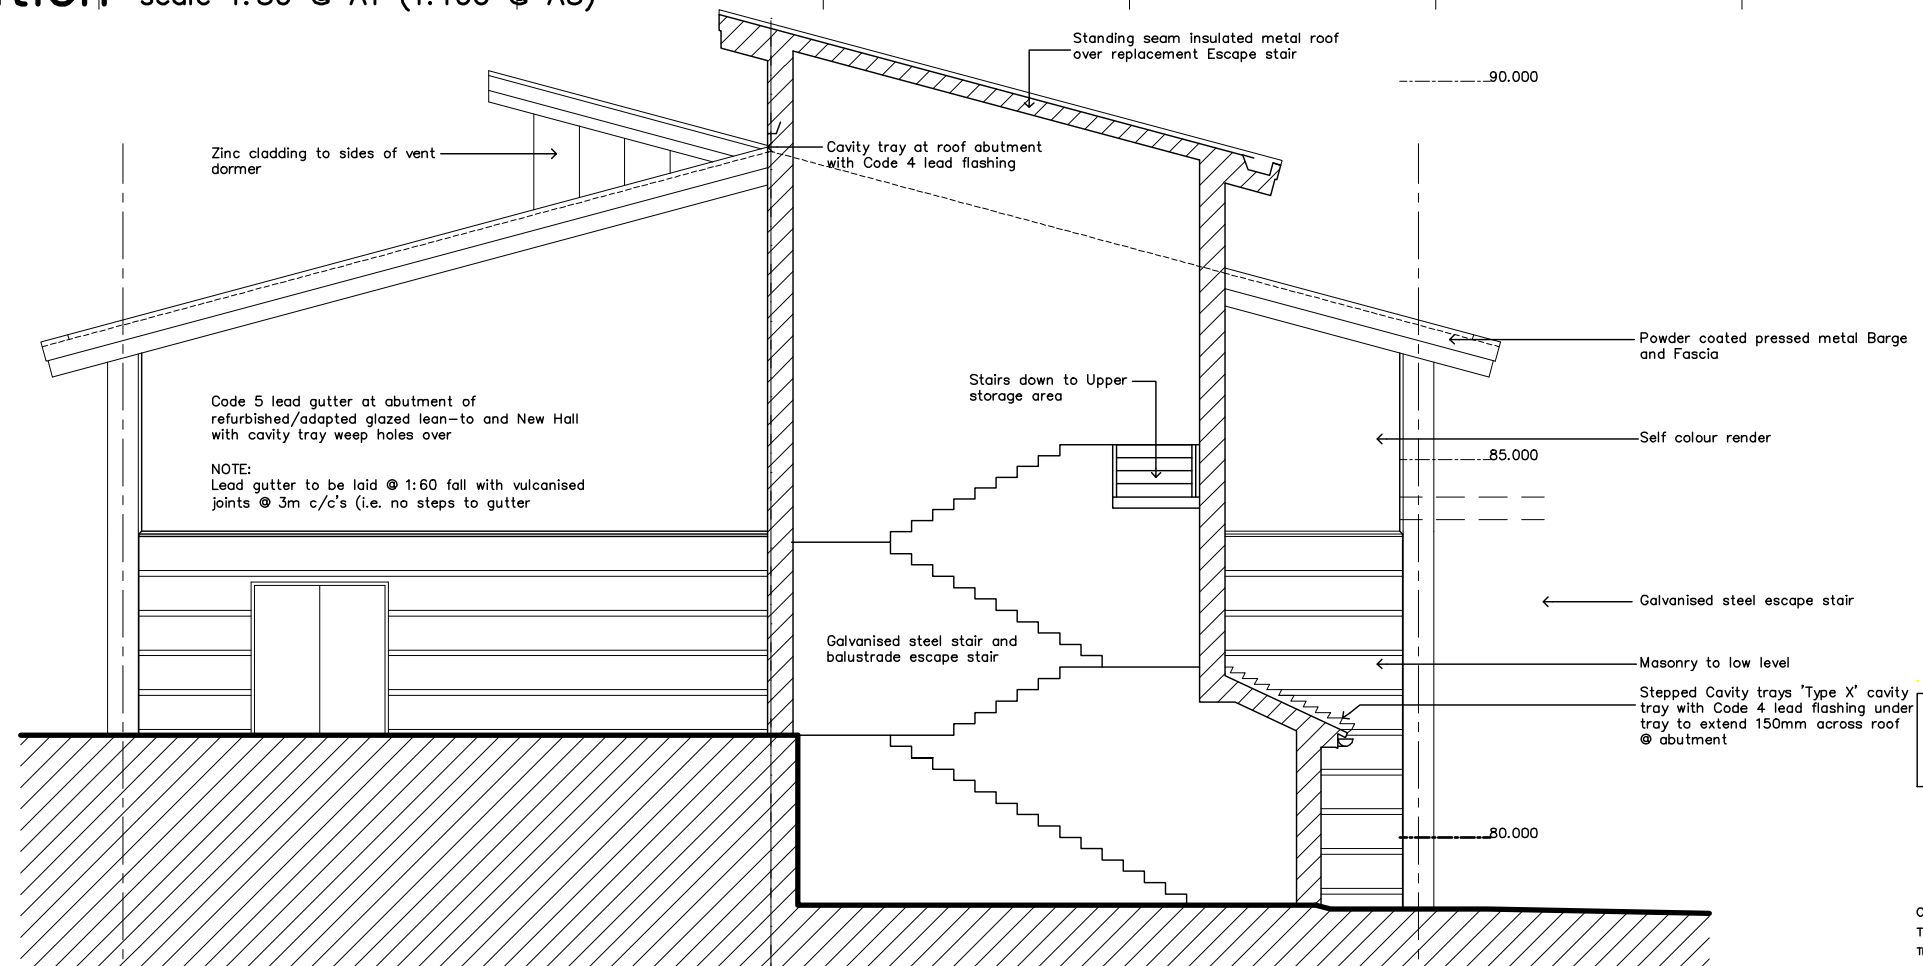 scale 1:50 @ A1 (1:100 @ A3)
Standing seam insulated metal roof
over replacement Escape stair
90.000
Zinc cladding to sides of vent
dormer
Cavity tray at roof abutment
with Code 4 lead flashing
Powder coated pressed metal Barge
and Fascia
Stairs down to Upper
storage area
Code 5 lead gutter at abutment of
refurbished/adapted glazed lean-to and New Hall
with cavity tray weep holes over
Self colour render
85.000
NOTE:
Lead gutter to be laid @ 1:60 fall with vulcanised
joints @ 3m c/c's (i.e. no steps to gutter
Galvanised steel escape stair
Galvanised steel stair and
balustrade escape stair
Masonry to low level
Stepped Cavity trays 'Type X' cavity
tray with Code 4 lead flashing under
tray to extend 150mm across roof
@ abutment
80.000